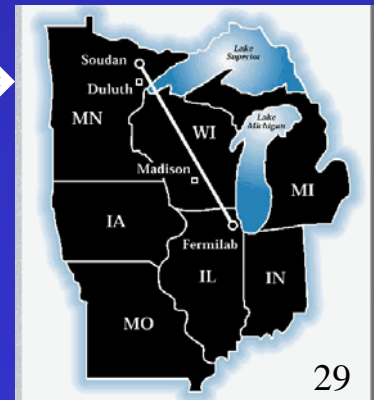 Lake
Superior
Soudan
Duluth
MN
WI
Lake
Michigan
Madison
MI
IA
Fermilab
IL
IN
MO
29